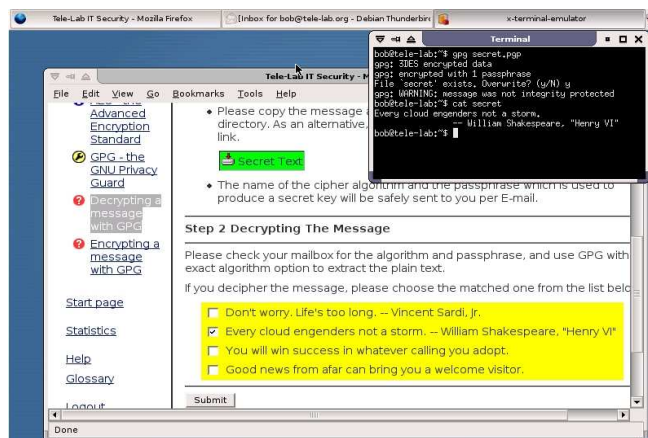 Tele-Lab IT Security - Mozilla Firefox
[Inbox for bob@tele-lab.org - Debian Thunderbird
x-terminal-emulator
Terminal
bob@tele-lab:~$ gpg secret.pgp
gpg: 3DES encrypted data
gpg: encrypted with 1 passphrase
File `secret' exists. Overwrite? (y/N) y
gpg: WARNING: message was not integrity protected
bob@tele-lab:~$ cat secret
Every cloud engenders not a storm.
-- William Shakespeare, "Henry VI"
bob@tele-lab:~$
Tele-Lab IT Security - M
File Edit View Go Bookmarks Tools Help
Advanced
Encryption
Standard
GPG - the
GNU Privacy
Guard
Decrypting a
message
with GPG
Encrypting a
message
with GPG
Start page
Statistics
Help
Glossary
Logout
Please copy the message
directory. As an alternative,
link.
Secret Text
The name of the cipher algorithm and the passphrase which is used to
produce a secret key will be safely sent to you per E-mail.
Step 2 Decrypting The Message
Please check your mailbox for the algorithm and passphrase, and use GPG with
exact algorithm option to extract the plain text.
If you decipher the message, please choose the matched one from the list belo
Don't worry. Life's too long. -- Vincent Sardi, Jr.
Every cloud engenders not a storm. -- William Shakespeare, "Henry VI"
You will win success in whatever calling you adopt.
Good news from afar can bring you a welcome visitor.
Submit
Done